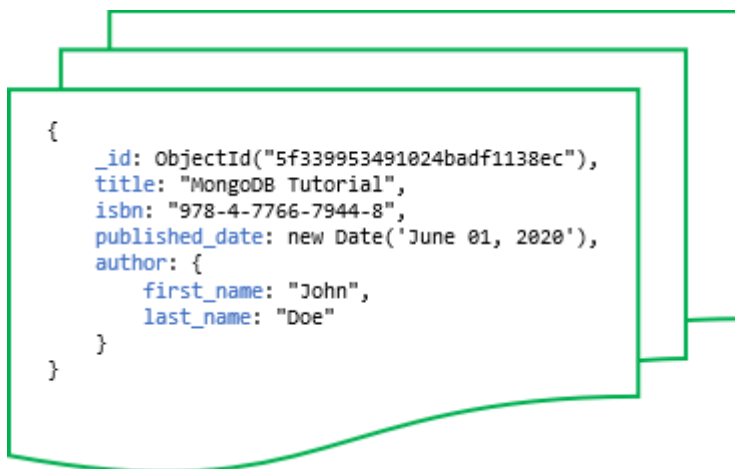 {
_id: ObjectId("5f339953491024badf1138ec"),
title: "MongoDB Tutorial",
isbn: "978-4-7766-7944-8",
published_date: new Date('June 01, 2020'),
author: {
first_name: "John",
last_name: "Doe"
}
}